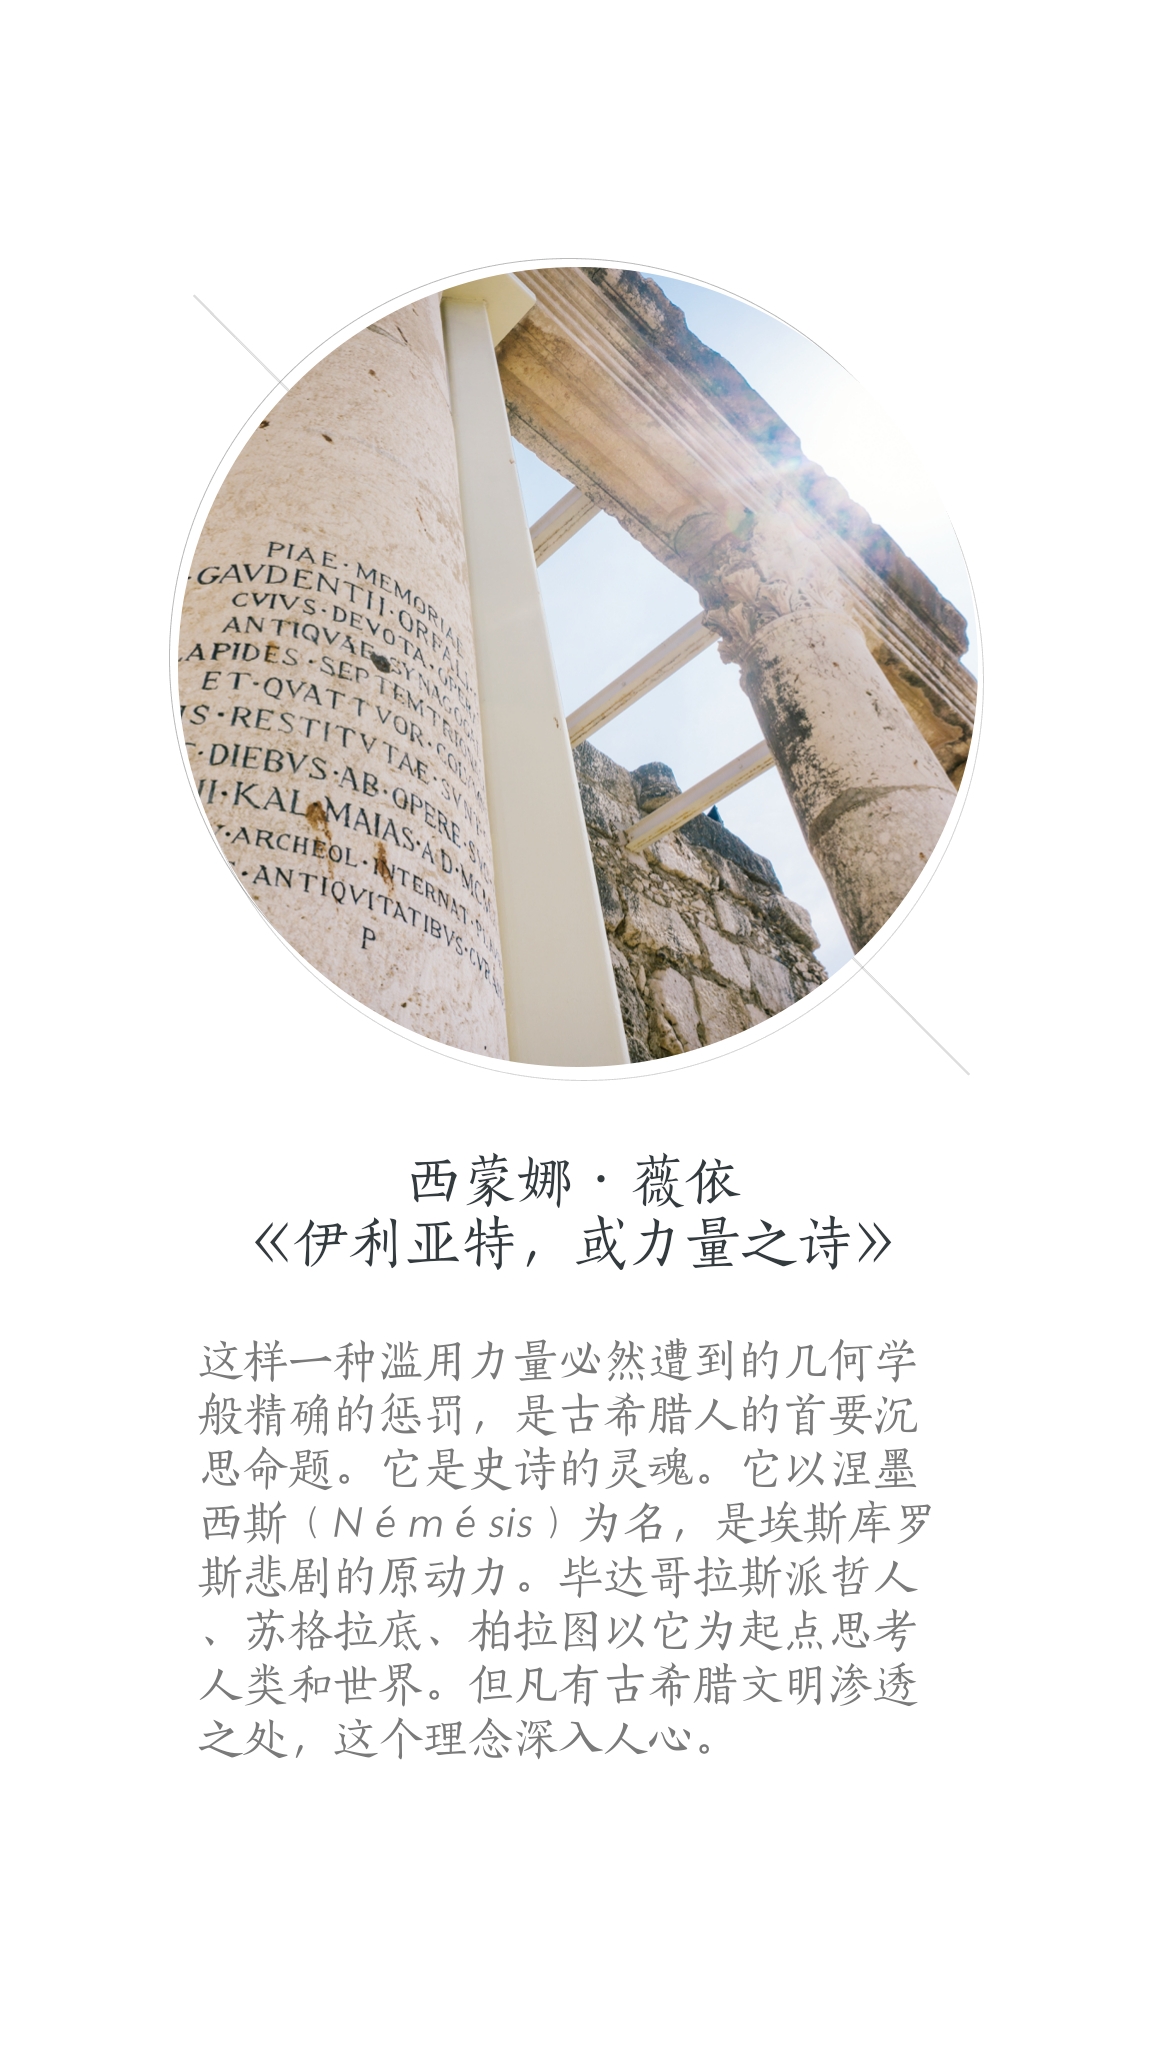 PIAE·MEMORIAE
·GAVDENTII·ORFALI·
CVIVS·DEVOTA·OPERA
ANTIQVAE·SYNAGOGAE
LAPIDES·SEPTEM
ET·QVATTVOR·
IS·RESTITVTAE·SVNT·
·DIEBVS·AB·OPERE·
II·KAL·MAIAS·A·D·
·ARCHEOL·INTERNAT·
·ANTIQVITATIBVS·
P
西蒙娜·薇依
《伊利亚特，或力量之诗》
这样一种滥用力量必然遭到的几何学
般精确的惩罚，是古希腊人的首要沉
思命题。它是史诗的灵魂。它以涅墨
西斯（Némésis）为名，是埃斯库罗
斯悲剧的原动力。毕达哥拉斯派哲人
、苏格拉底、柏拉图以它为起点思考
人类和世界。但凡有古希腊文明渗透
之处，这个理念深入人心。